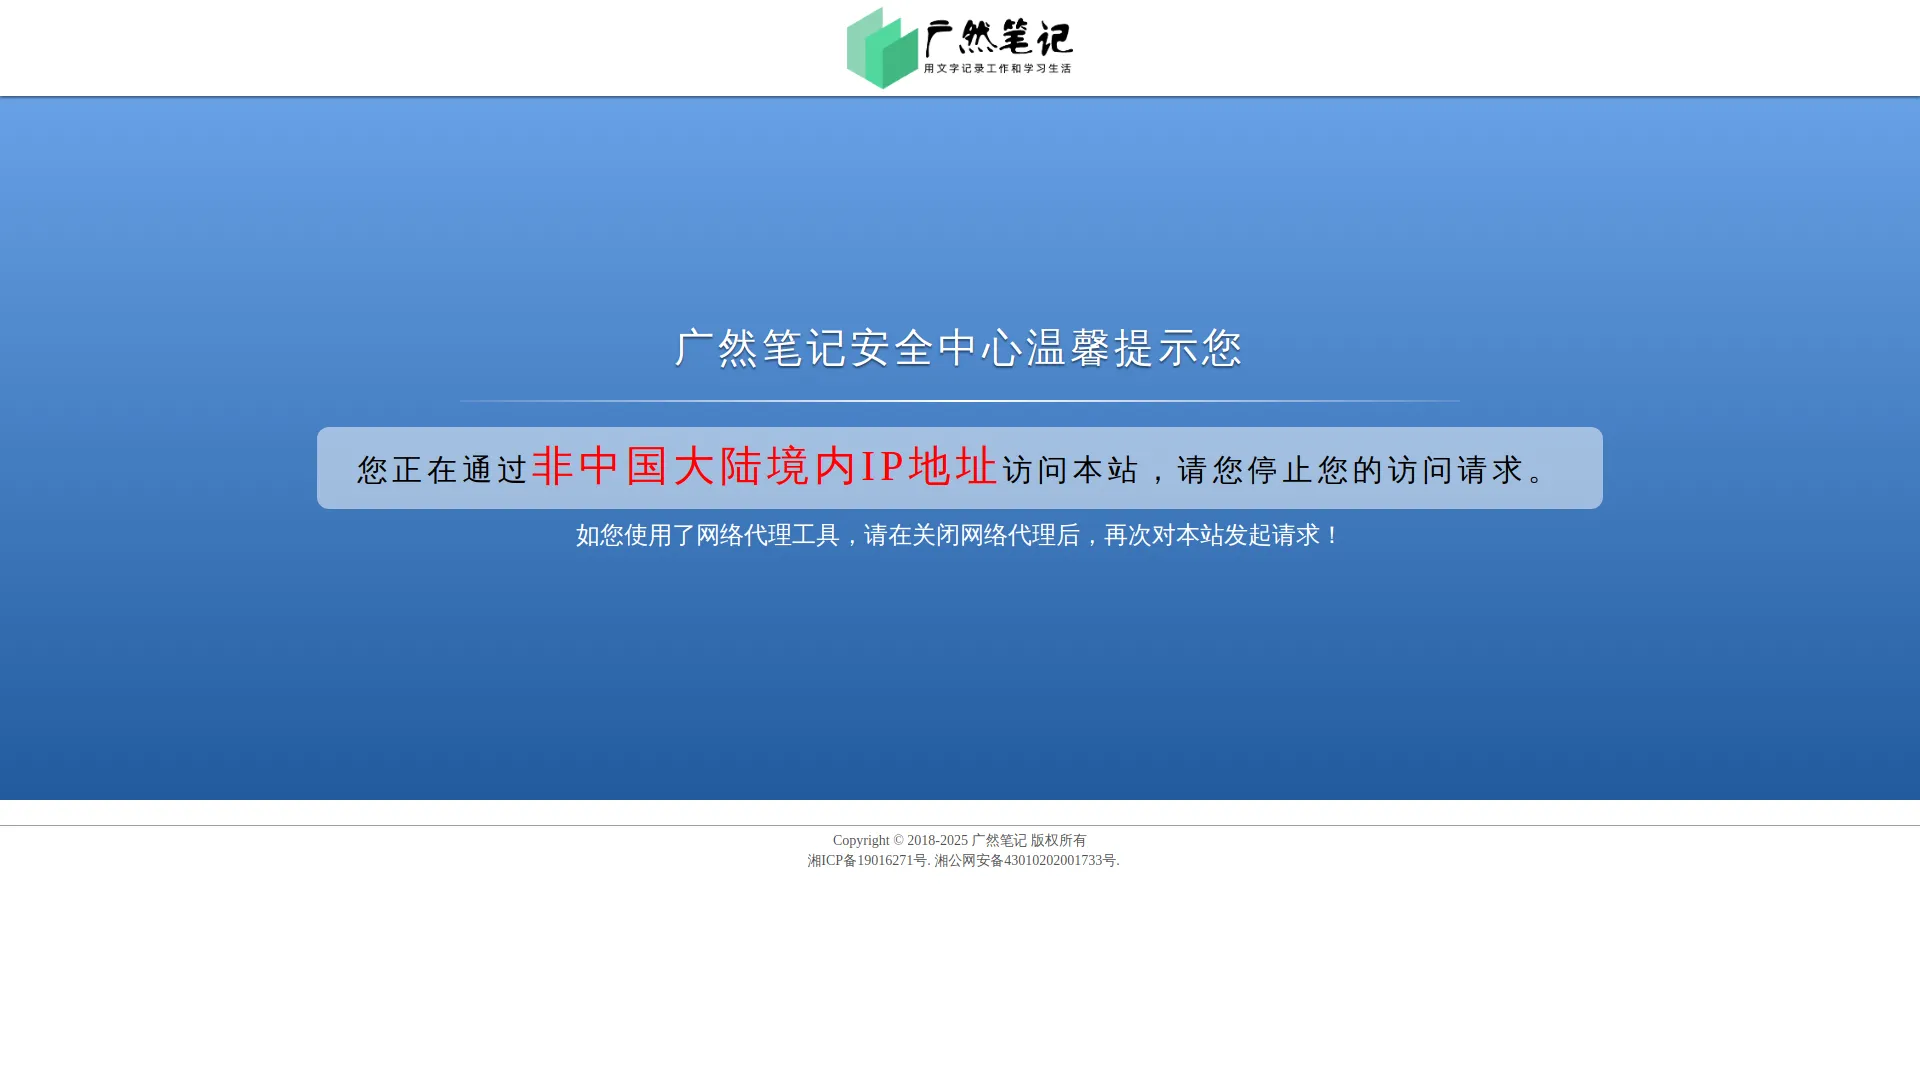 广然笔记
用文字记录工作和学习生活
广然笔记安全中心温馨提示您
您正在通过非中国大陆境内IP地址访问本站，请您停止您的访问请求。
如您使用了网络代理工具，请在关闭网络代理后，再次对本站发起请求！
Copyright © 2018-2025 广然笔记 版权所有
湘ICP备19016271号. 湘公网安备43010202001733号.